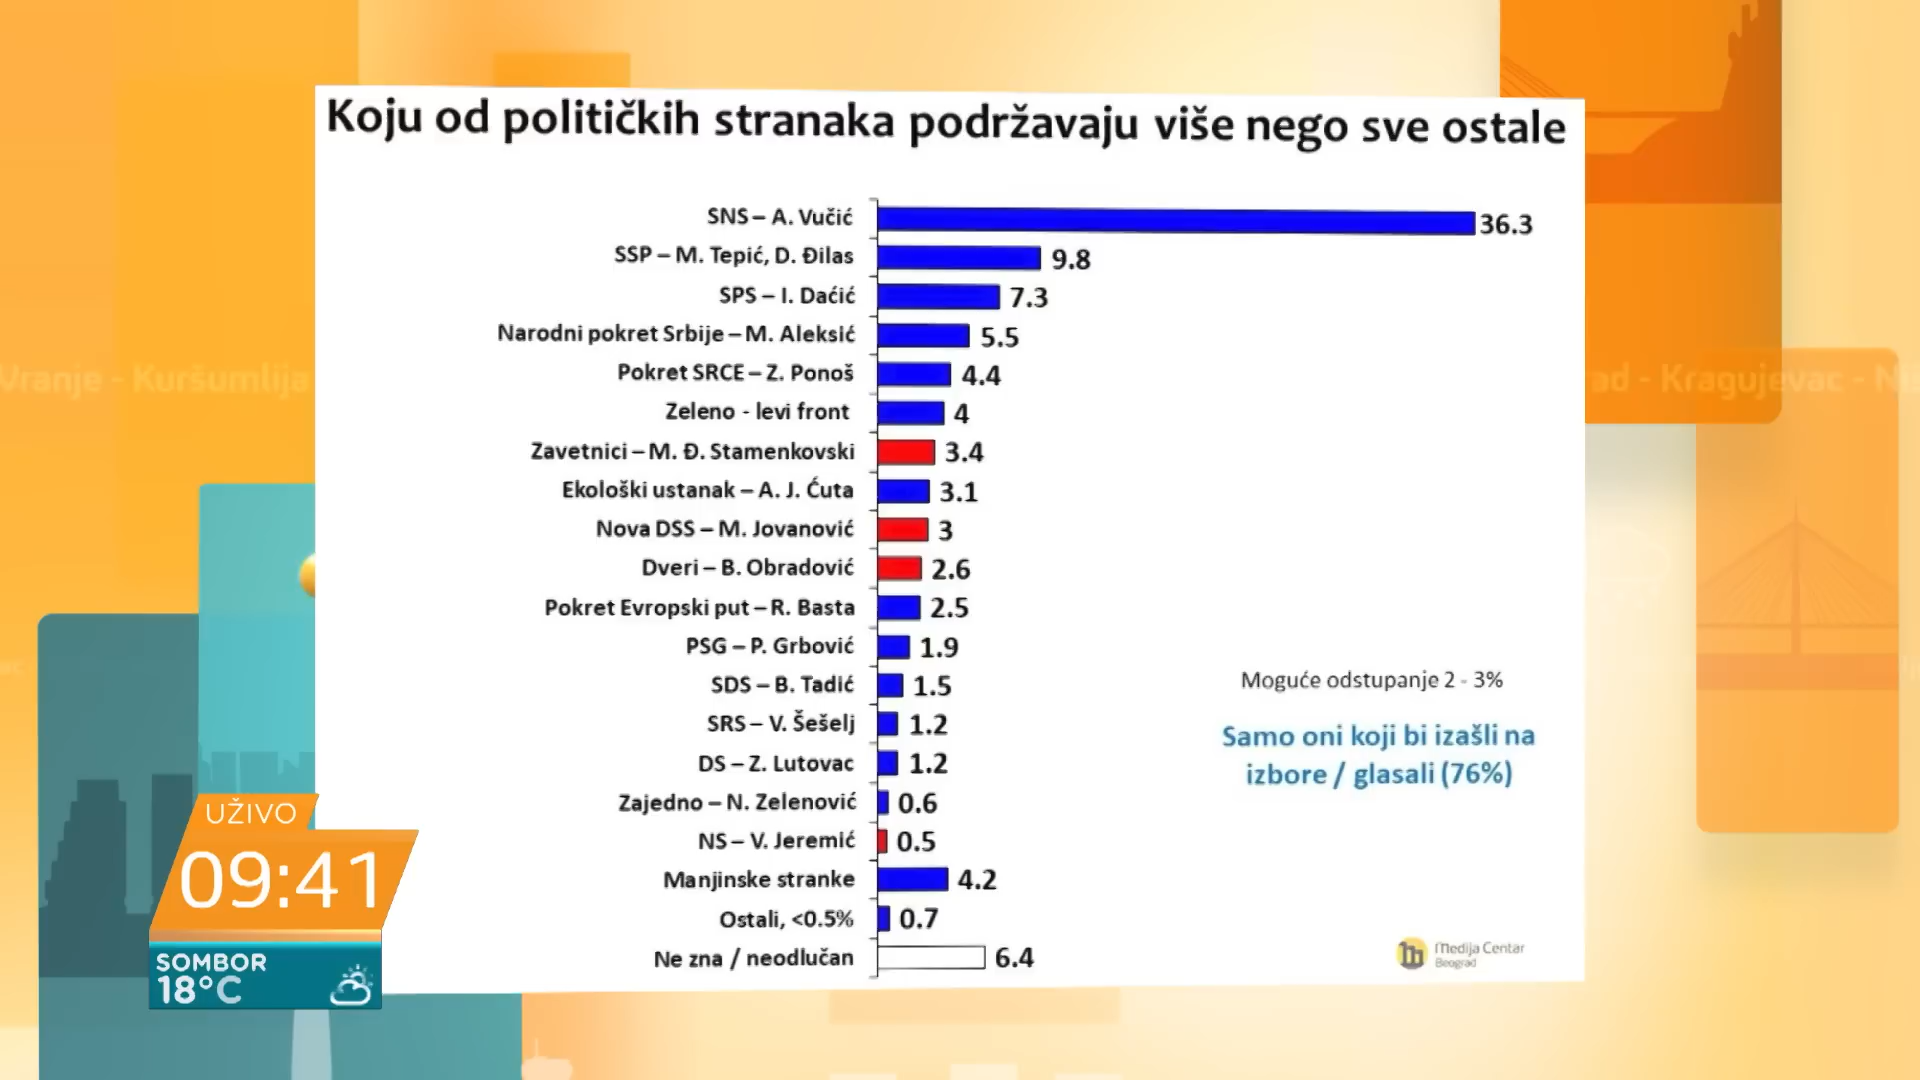 Koju od političkih stranaka podržavaju više nego sve ostale
SNS – A. Vučić 36.3
SSP – M. Tepić, D. Đilas 9.8
SPS – I. Daćić 7.3
Narodni pokret Srbije – M. Aleksić 5.5
Pokret SRCE – Z. Ponoš 4.4
Zeleno - levi front 4
Zavetnici – M. Đ. Stamenkovski 3.4
Ekološki ustanak – A. J. Ćuta 3.1
Nova DSS – M. Jovanović 3
Dveri – B. Obradović 2.6
Pokret Evropski put – R. Basta 2.5
PSG – P. Grbović 1.9
SDS – B. Tadić 1.5
SRS – V. Šešelj 1.2
DS – Z. Lutovac 1.2
Zajedno – N. Zelenović 0.6
NS – V. Jeremić 0.5
Manjinske stranke 4.2
Ostali, <0.5% 0.7
Ne zna / neodlučan 6.4
Moguće odstupanje 2 - 3%
Samo oni koji bi izašli na
izbore / glasali (76%)
Medija Centar
Beograd
Vranje - Kuršumlija
- Kragujevac -
UŽIVO
09:41
SOMBOR
18°C